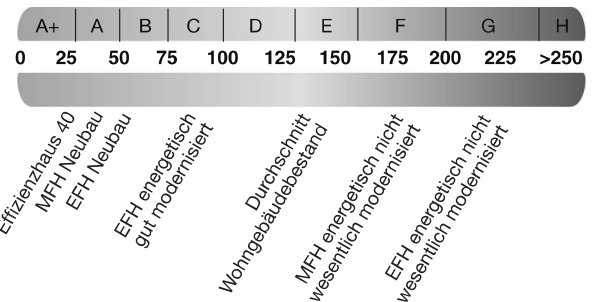 A+ A B C D E F G H
0 25 50 75 100 125 150 175 200 225 >250
Effizienzhaus 40
MFH Neubau
EFH Neubau
EFH energetisch
gut modernisiert
Durchschnitt
Wohngebäudebestand
MFH energetisch nicht
wesentlich modernisiert
EFH energetisch nicht
wesentlich modernisiert